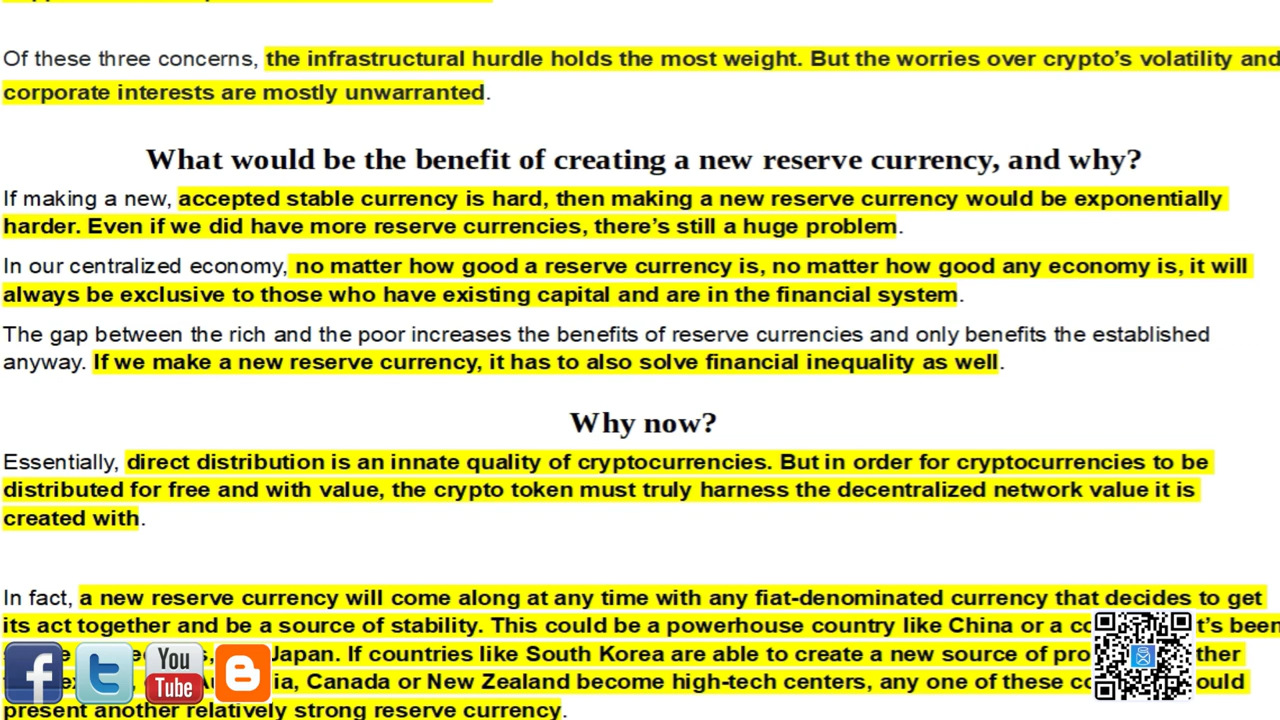 Of these three concerns, the infrastructural hurdle holds the most weight. But the worries over crypto's volatility and
corporate interests are mostly unwarranted.
What would be the benefit of creating a new reserve currency, and why?
If making a new, accepted stable currency is hard, then making a new reserve currency would be exponentially
harder. Even if we did have more reserve currencies, there's still a huge problem.
In our centralized economy, no matter how good a reserve currency is, no matter how good any economy is, it will
always be exclusive to those who have existing capital and are in the financial system.
The gap between the rich and the poor increases the benefits of reserve currencies and only benefits the established
anyway. If we make a new reserve currency, it has to also solve financial inequality as well.
Why now?
Essentially, direct distribution is an innate quality of cryptocurrencies. But in order for cryptocurrencies to be
distributed for free and with value, the crypto token must truly harness the decentralized network value it is
created with.
In fact, a new reserve currency will come along at any time with any fiat-denominated currency that decides to get
its act together and be a source of stability. This could be a powerhouse country like China or a been
Japan. If countries like South Korea are able to create a new source of
Canada or New Zealand become high-tech centers, any one of these
present another relatively strong reserve currency.
You
Tube